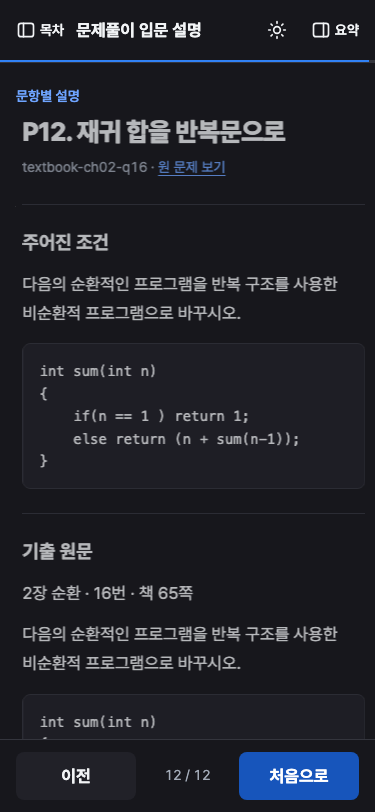 목차 문제풀이 입문 설명 요약
문항별 설명
P12. 재귀 합을 반복문으로
textbook-ch02-q16 · 원 문제 보기
주어진 조건
다음의 순환적인 프로그램을 반복 구조를 사용한
비순환적 프로그램으로 바꾸시오.
int sum(int n)
{
    if(n == 1 ) return 1;
    else return (n + sum(n-1));
}
기출 원문
2장 순환 · 16번 · 책 65쪽
다음의 순환적인 프로그램을 반복 구조를 사용한
비순환적 프로그램으로 바꾸시오.
int sum(int n)
이전 12 / 12 처음으로